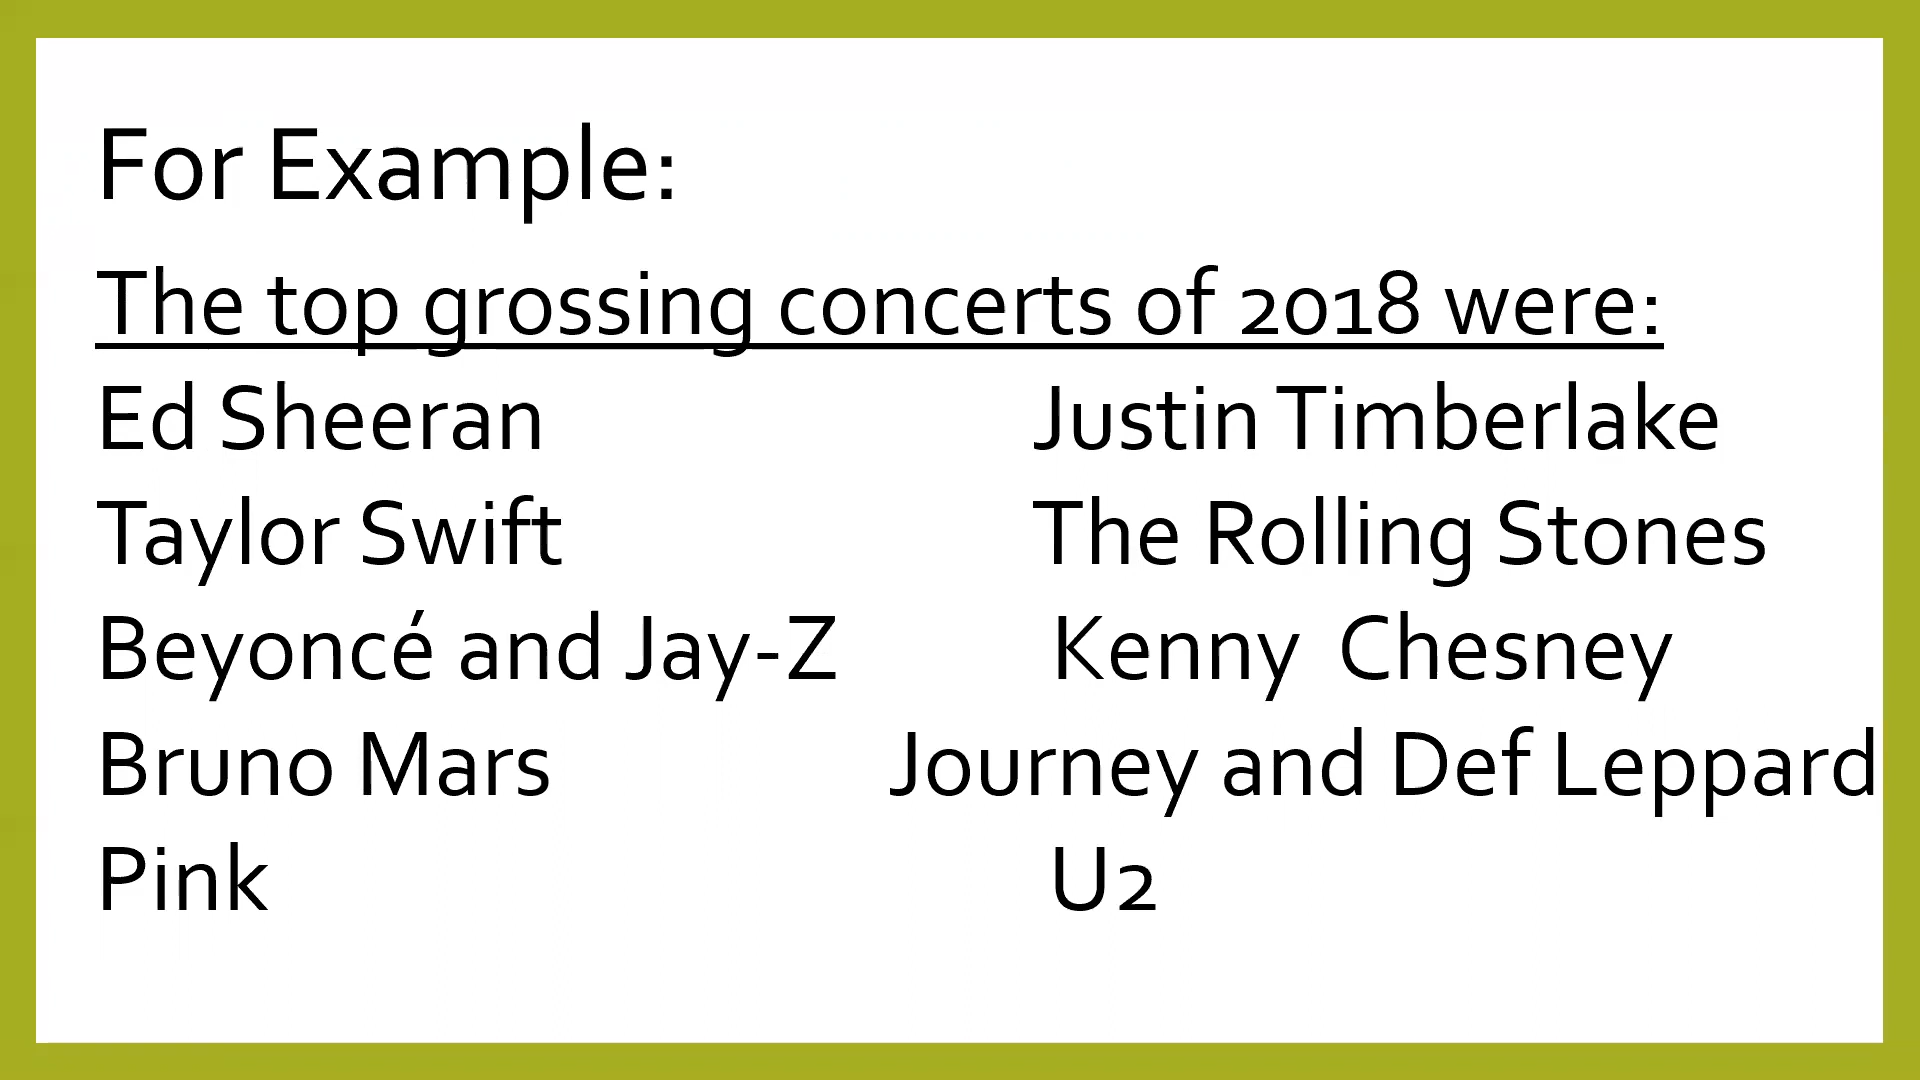 For Example:
The top grossing concerts of 2018 were:
Ed Sheeran Justin Timberlake
Taylor Swift The Rolling Stones
Beyoncé and Jay-Z Kenny Chesney
Bruno Mars Journey and Def Leppard
Pink U2